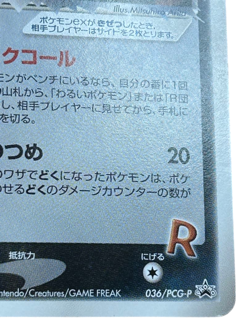 Illus. Mitsuhiro Arita
ポケモンexがきぜつしたとき、
相手プレイヤーはサイドを2枚とります。
クコール
モンがベンチにいるなら、自分の番に1回
山札から、「わるいポケモン」または「R団
し、相手プレイヤーに見せてから、手札に
を切る。
のつめ 20
のワザでどくになったポケモンは、ポケ
のせるどくのダメージカウンターの数が
R
抵抗力 にげる
ntendo/Creatures/GAME FREAK 036/PCG-P